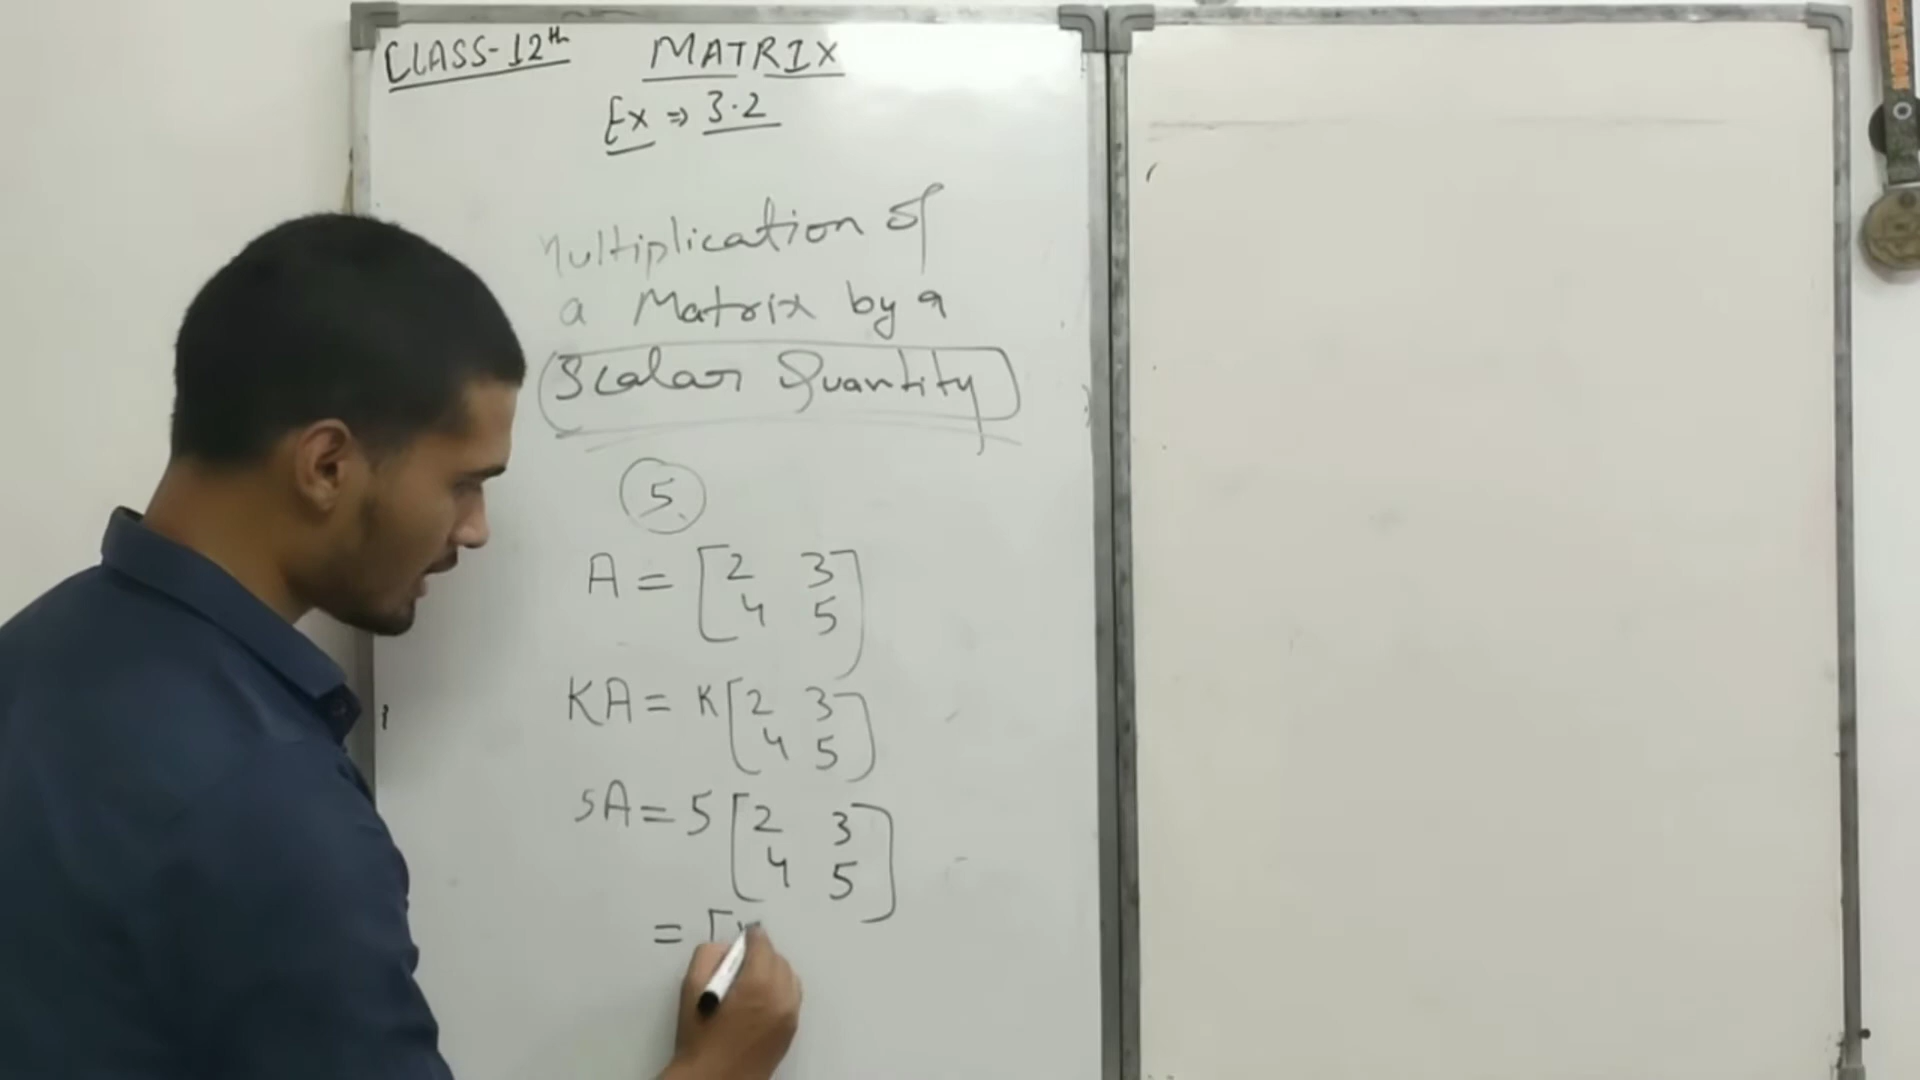 CLASS-12th MATRIX
Ex ⇒ 3.2
Multiplication of
a Matrix by a
Scalar Quantity
5
A = [2 3
4 5]
KA = K[2 3
4 5]
5A = 5[2 3
4 5]
= [